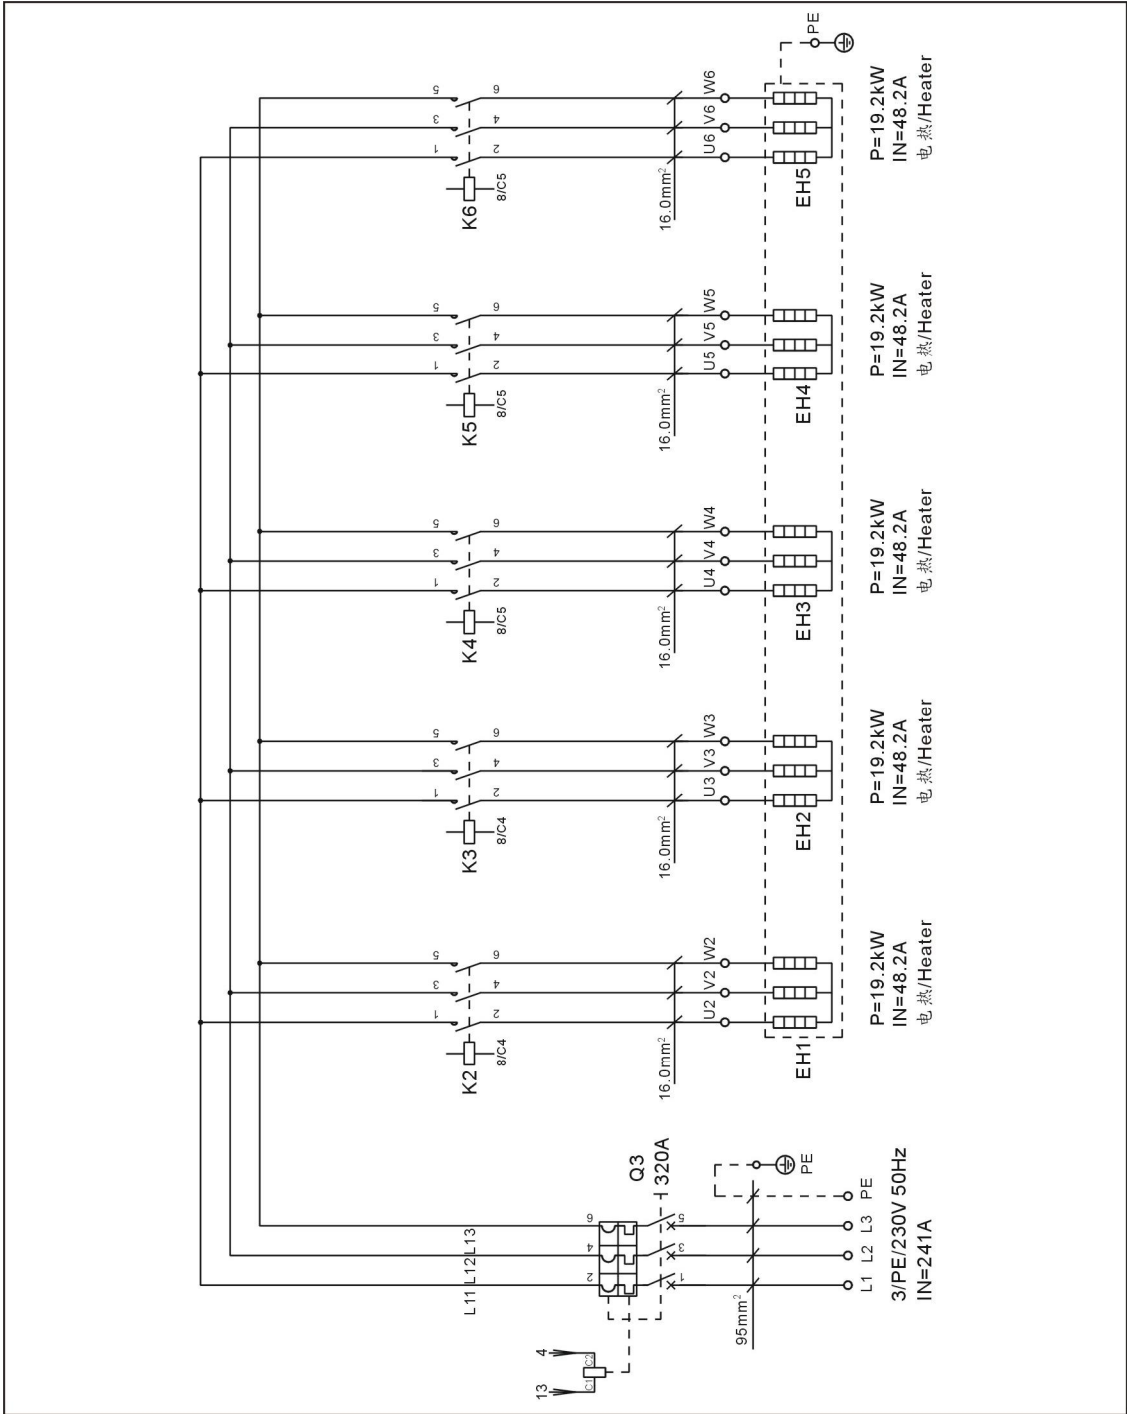 1 3 5 1 3 5 1 3 5 1 3 5 1 3 5
L11 L12 L13
K2 K3 K4 K5 K6
8/C4 8/C4 8/C5 8/C5 8/C5
2 4 6 2 4 6 2 4 6 2 4 6 2 4 6
13 4
C1 C2
2 4 6
Q3
320A
1 3 5
16.0mm² 16.0mm² 16.0mm² 16.0mm² 16.0mm²
U2 V2 W2 U3 V3 W3 U4 V4 W4 U5 V5 W5 U6 V6 W6
95mm²
PE
EH1 EH2 EH3 EH4 EH5
PE
L1 L2 L3 PE
3/PE/230V 50Hz
IN=241A
P=19.2kW
IN=48.2A
电热/Heater
P=19.2kW
IN=48.2A
电热/Heater
P=19.2kW
IN=48.2A
电热/Heater
P=19.2kW
IN=48.2A
电热/Heater
P=19.2kW
IN=48.2A
电热/Heater